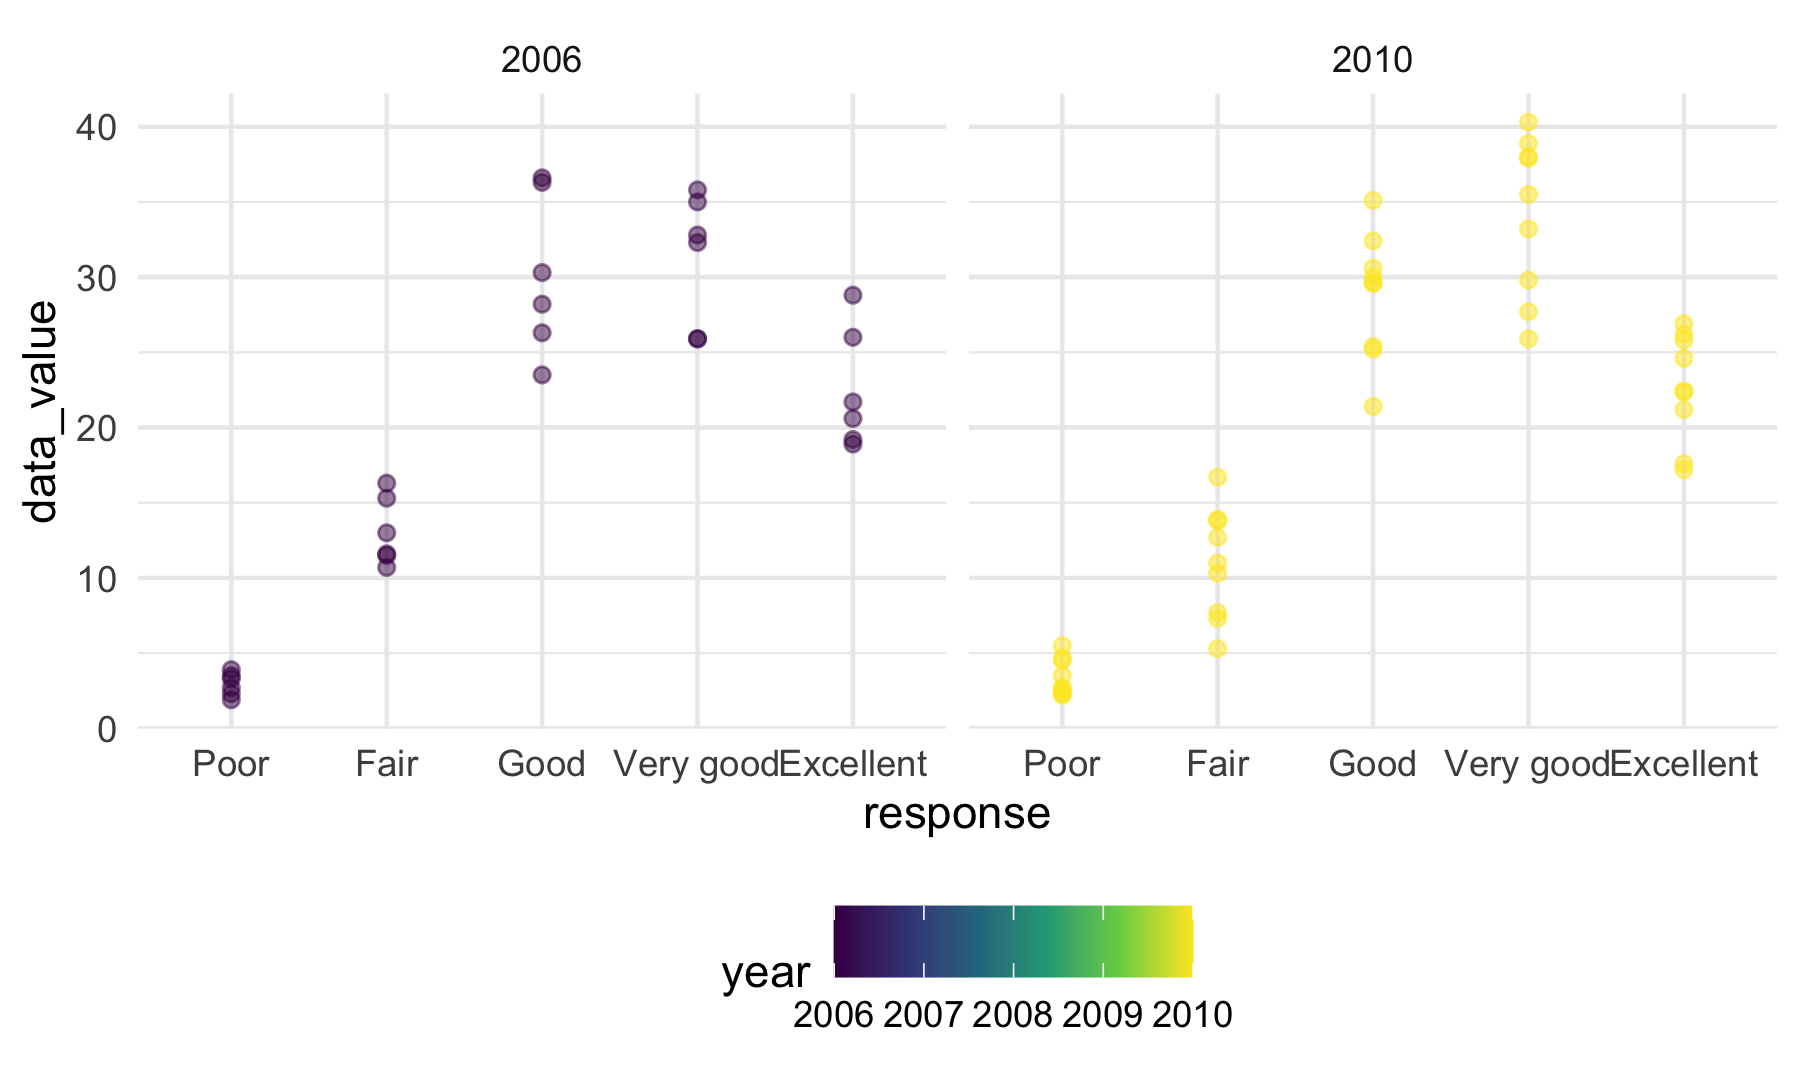 2006 2010
40
30
20
10
0
data_value
Poor Fair Good Very good Excellent Poor Fair Good Very good Excellent
response
year
2006 2007 2008 2009 2010